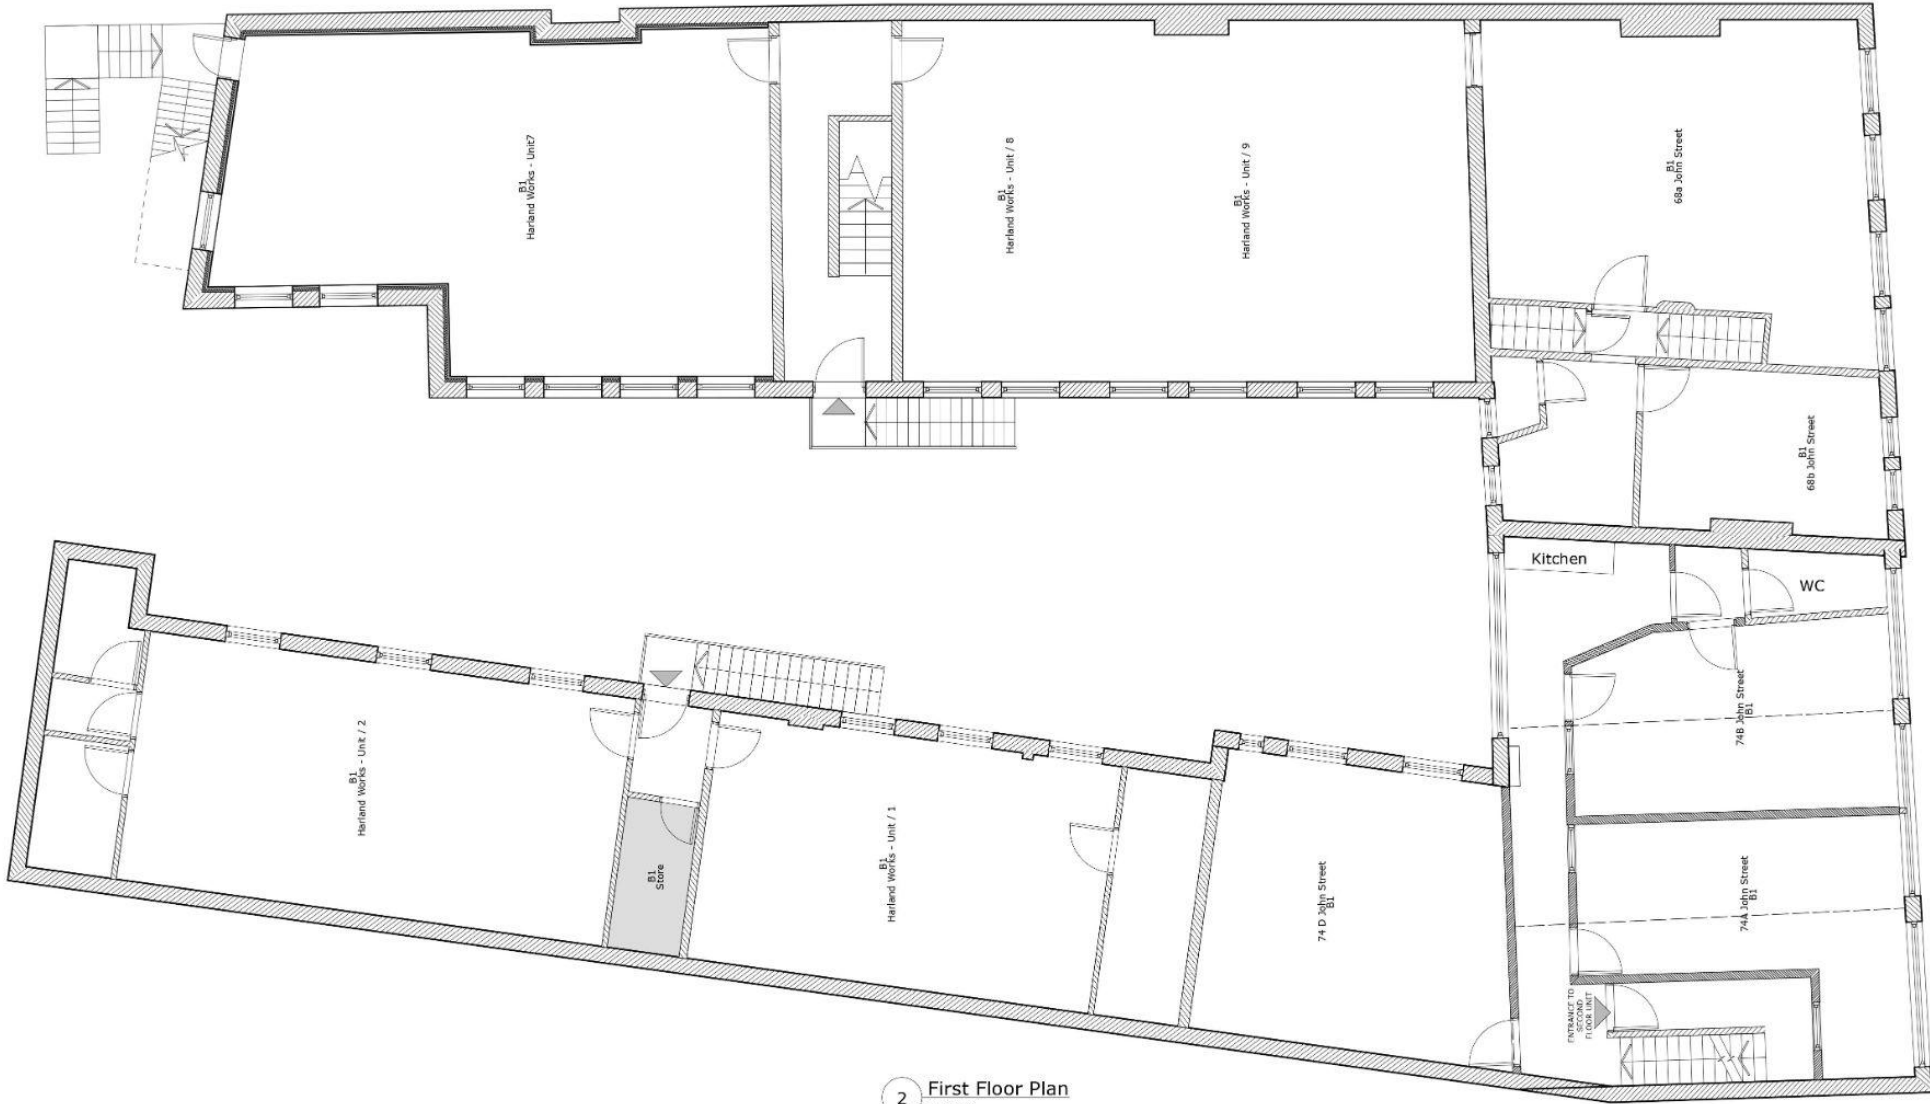 B1
Harland Works - Unit7
B1
Harland Works - Unit / 8
B1
Harland Works - Unit / 9
B1
68a John Street
B1
68b John Street
Kitchen
WC
74B John Street
B1
B1
Harland Works - Unit / 2
B1
Store
B1
Harland Works - Unit / 1
74 D John Street
B1
74A John Street
B1
ENTRANCE TO
SECOND
FLOOR UNIT
2
First Floor Plan